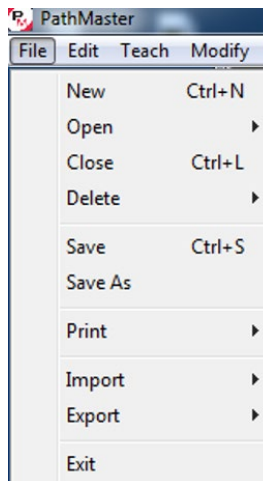 PathMaster
File Edit Teach Modify
New Ctrl+N
Open
Close Ctrl+L
Delete
Save Ctrl+S
Save As
Print
Import
Export
Exit